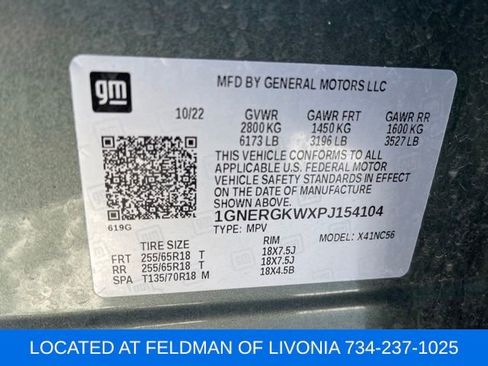 gm
MFD BY GENERAL MOTORS LLC
10/22 GVWR GAWR FRT GAWR RR
2800 KG 1450 KG 1600 KG
6173 LB 3196 LB 3527 LB
THIS VEHICLE CONFORMS TO ALL
APPLICABLE U.S. FEDERAL MOTOR
VEHICLE SAFETY STANDARDS IN EFFECT
ON THE DATE OF MANUFACTURE
SHOWN ABOVE.
1GNERGKWXPJ154104
619G TYPE: MPV X41NC56
TIRE SIZE RIM
FRT 255/65R18 T 18X7.5J
RR 255/65R18 T 18X7.5J
SPA T135/70R18 M 18X4.5B
LOCATED AT FELDMAN OF LIVONIA 734-237-1025